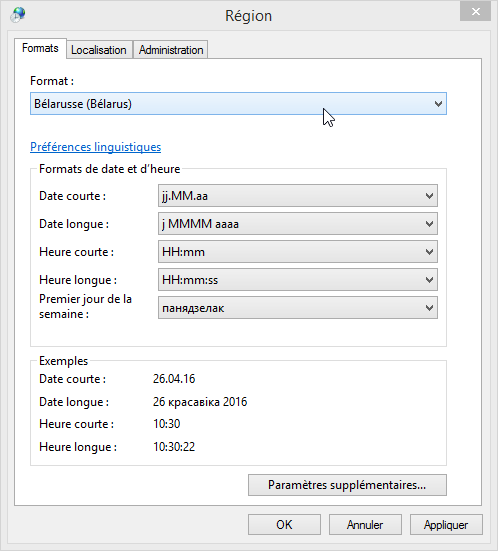 Région
Formats Localisation Administration
Format :
Bélarusse (Bélarus)
Préférences linguistiques
Formats de date et d'heure
Date courte : jj.MM.aa
Date longue : j MMMM aaaa
Heure courte : HH:mm
Heure longue : HH:mm:ss
Premier jour de la
semaine : панядзелак
Exemples
Date courte : 26.04.16
Date longue : 26 красавіка 2016
Heure courte : 10:30
Heure longue : 10:30:22
Paramètres supplémentaires...
OK Annuler Appliquer